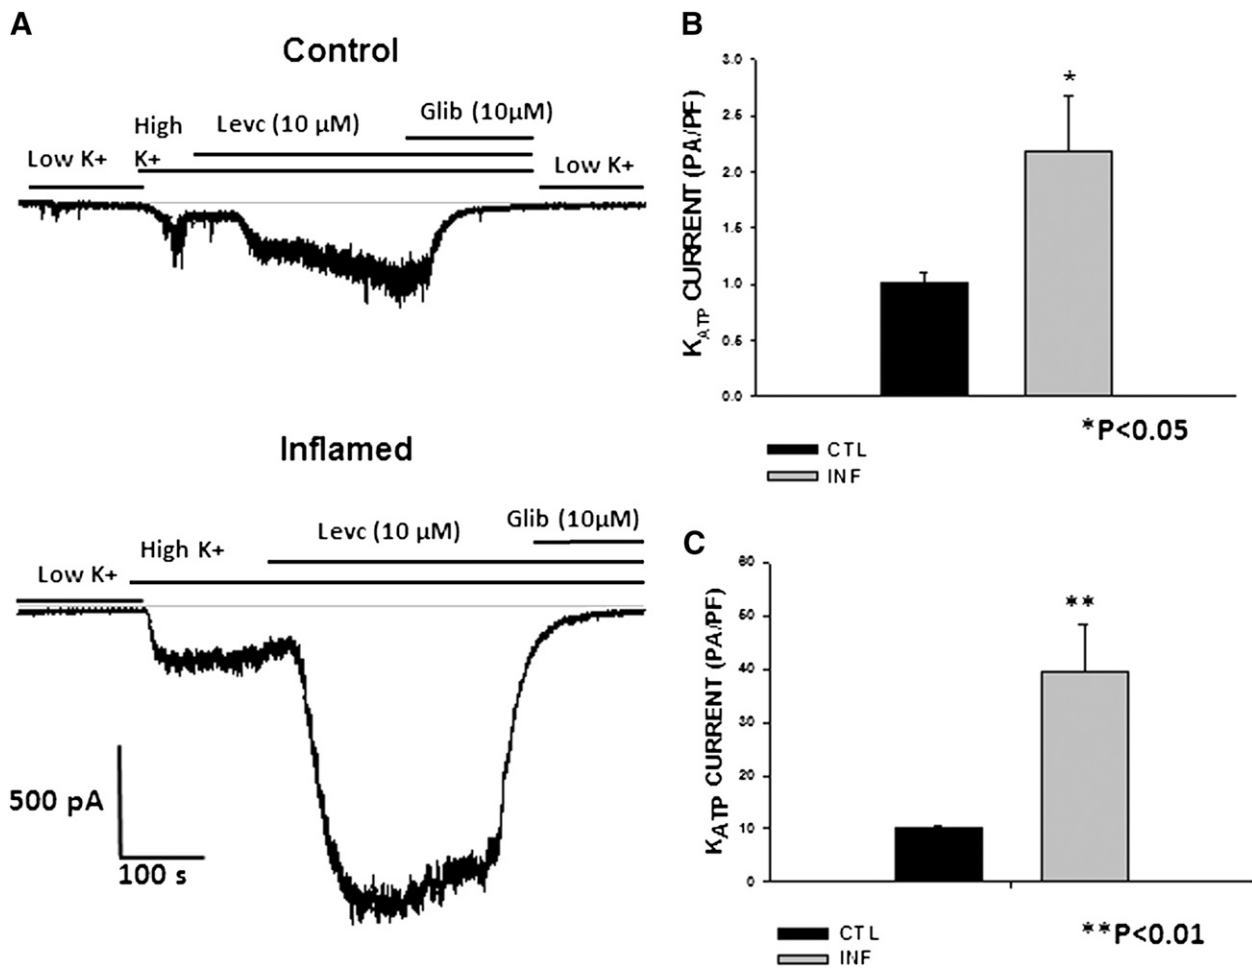 A
Control
Glib (10µM)
High
Levc (10 µM)
Low K+
K+
Low K+
Inflamed
Glib (10µM)
Levc (10 µM)
High K+
Low K+
500 pA
100 s
B
3.0
2.5
2.0
1.5
1.0
0.5
0.0
K ATP CURRENT (PA/PF)
*
*P<0.05
CTL
INF
C
60
50
40
30
20
10
0
KATP CURRENT (PA/PF)
**
**P<0.01
CTL
INF